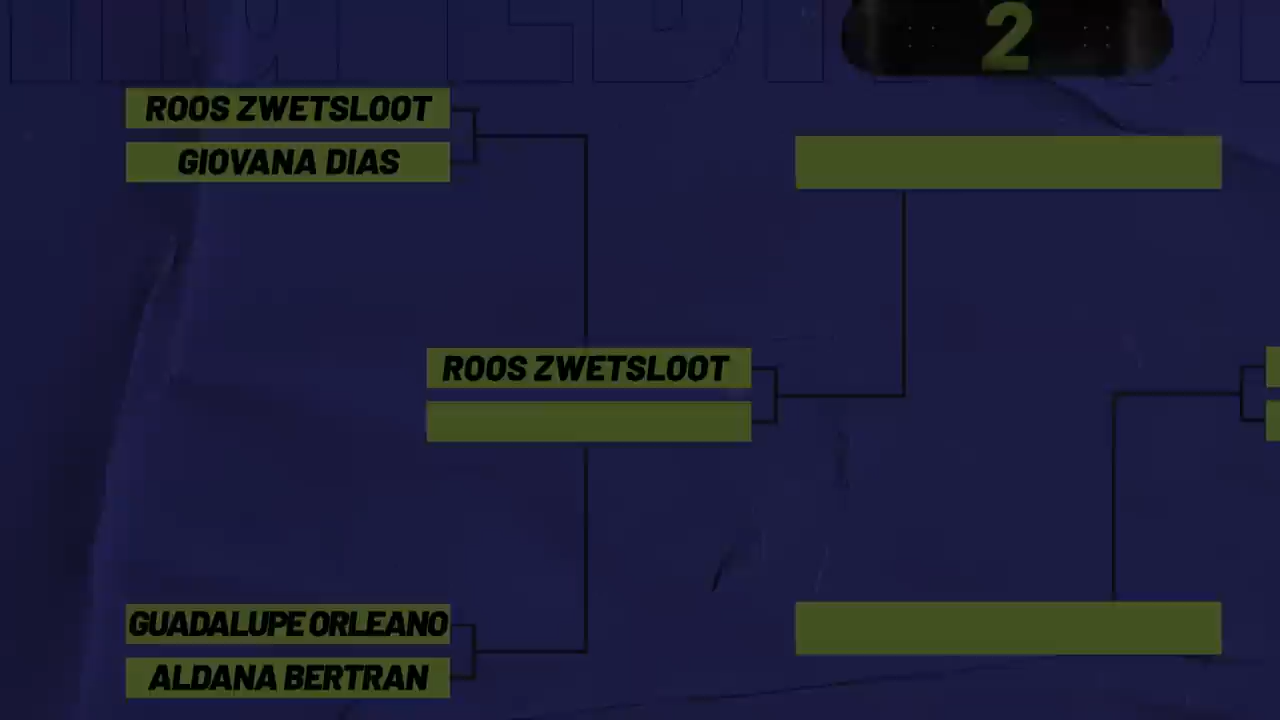 2
ROOS ZWETSLOOT
GIOVANA DIAS
ROOS ZWETSLOOT
GUADALUPE ORLEANO
ALDANA BERTRAN